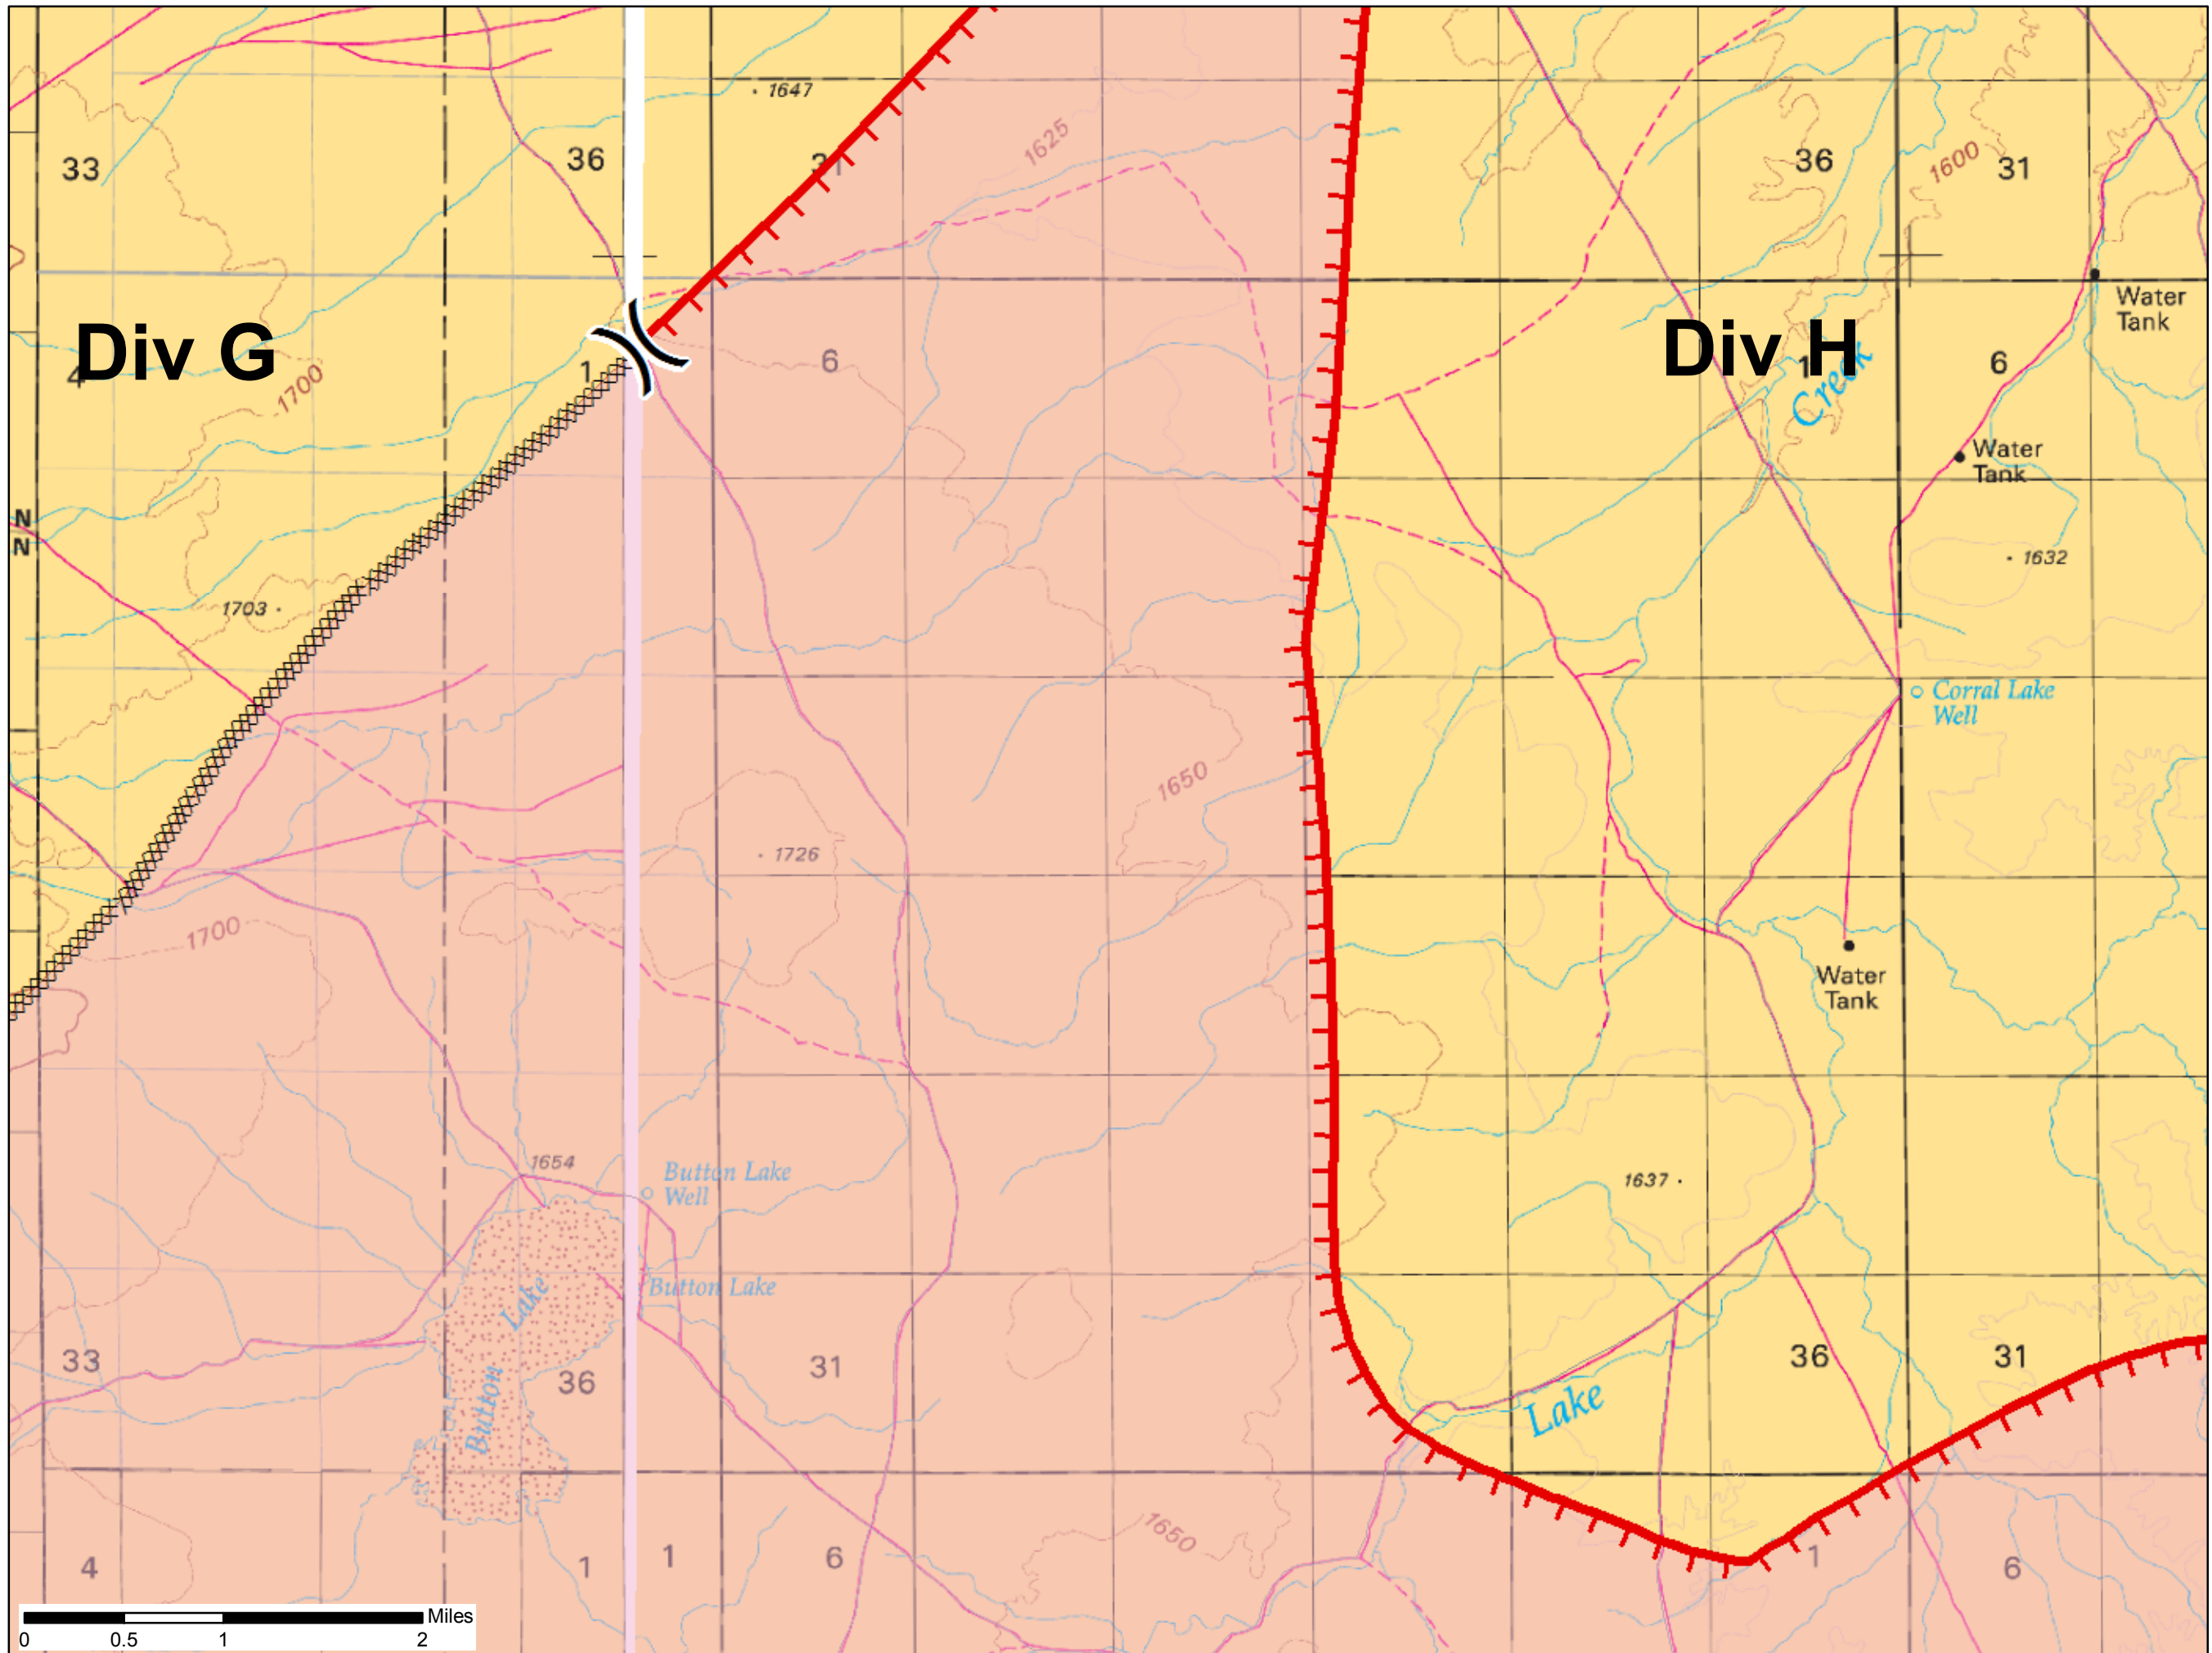 1647
33
36
31
1625
36
1600
31
Water
Tank
Div G
4
1700
1
6
Div H
1
Creek
6
Water
Tank
N
N
1703
1632
Corral Lake
Well
1650
1726
1700
Water
Tank
1654
Button Lake
Well
1637
Button Lake
Lake
Button
33
36
31
36
31
Lake
1650
4
1
1
6
1
6
Miles
0
0.5
1
2